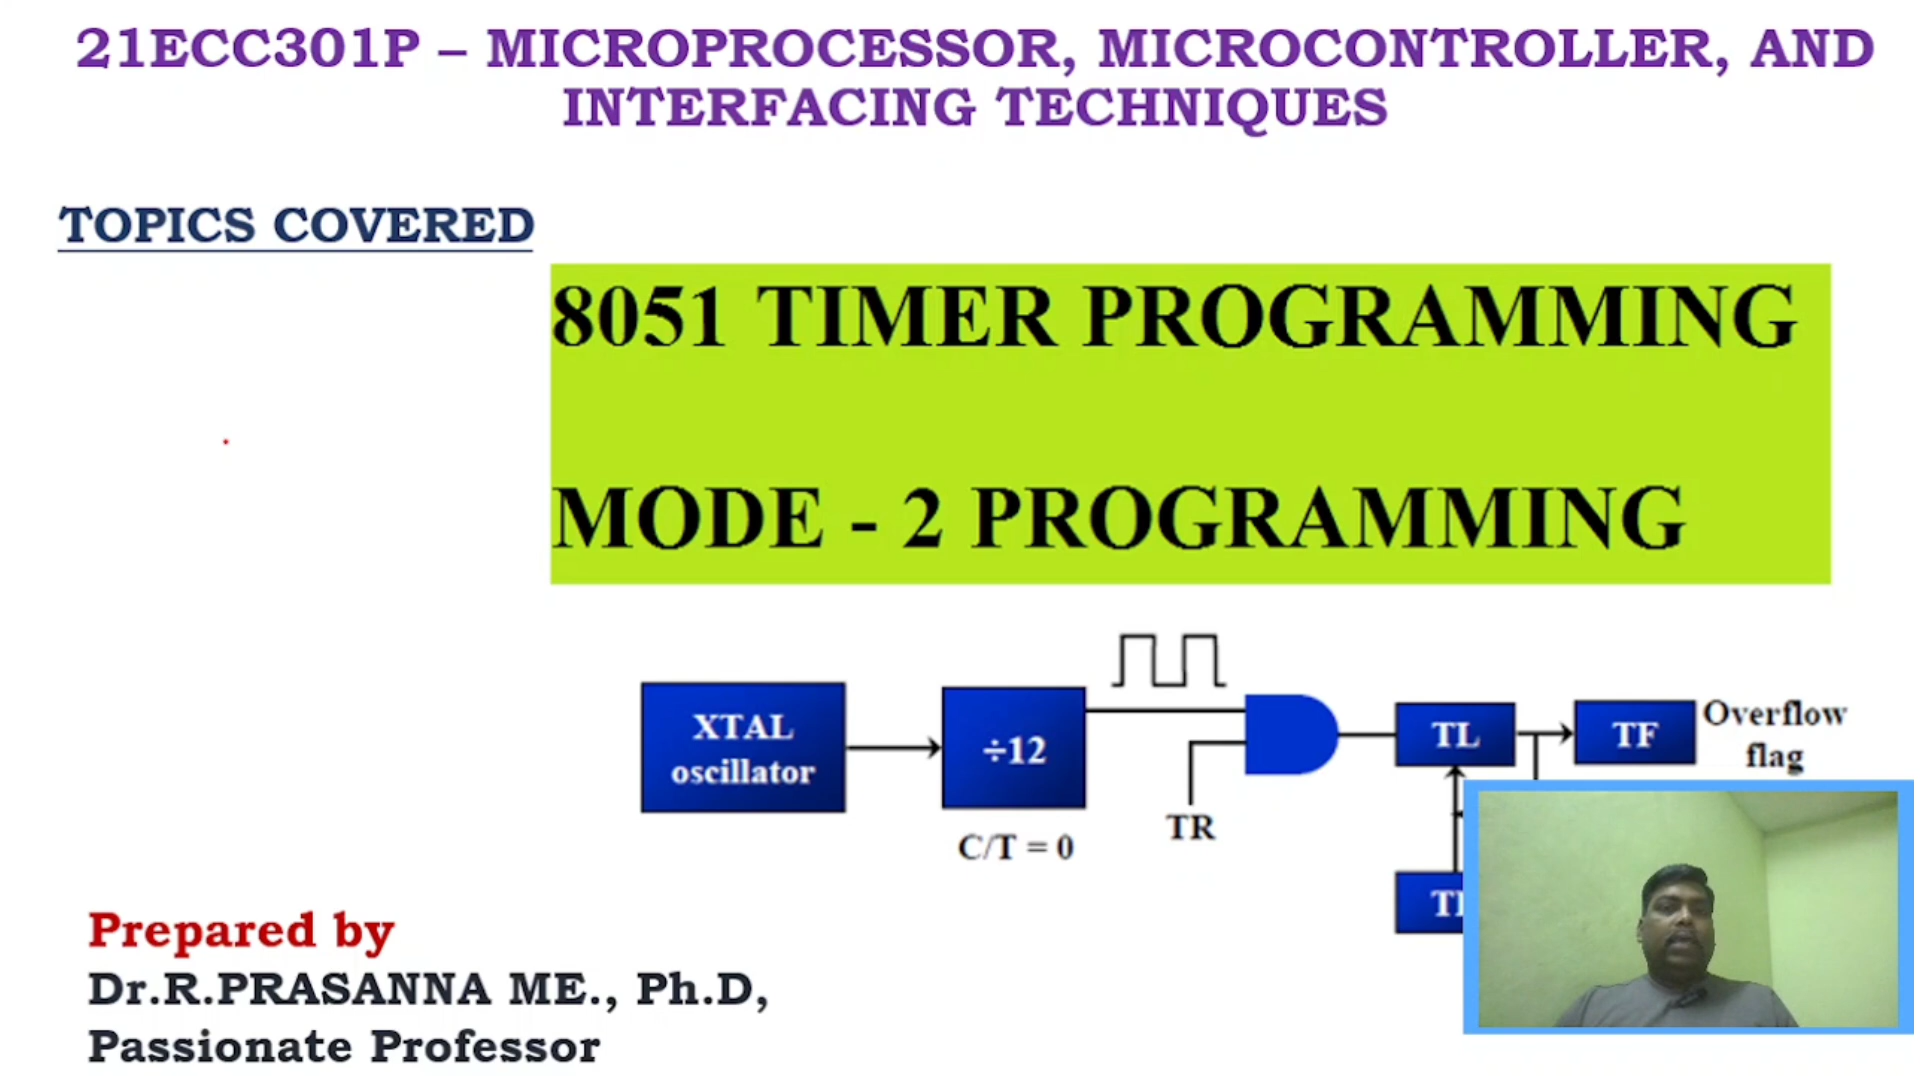 21ECC301P – MICROPROCESSOR, MICROCONTROLLER, AND
INTERFACING TECHNIQUES
TOPICS COVERED
8051 TIMER PROGRAMMING
MODE - 2 PROGRAMMING
XTAL
oscillator
÷12
C/T = 0
TR
TL
TF
Overflow
flag
Prepared by
Dr.R.PRASANNA ME., Ph.D,
Passionate Professor